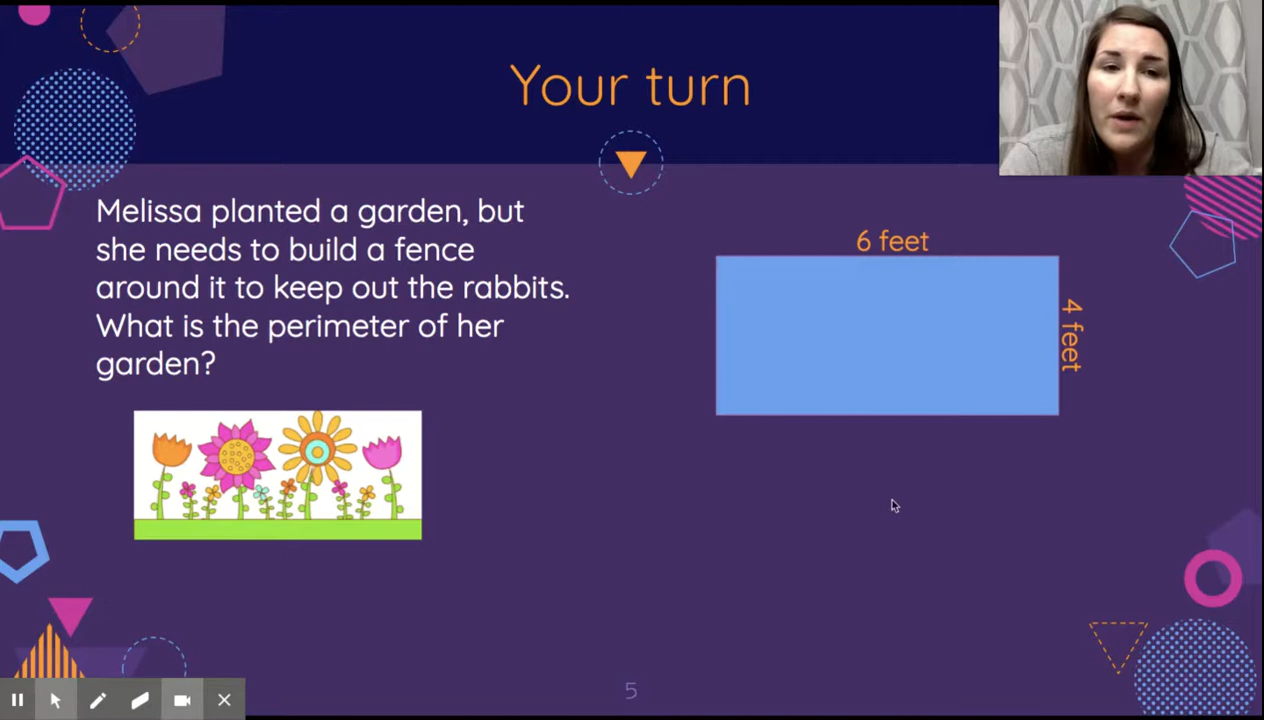 Your turn
Melissa planted a garden, but
she needs to build a fence
around it to keep out the rabbits.
What is the perimeter of her
garden?
6 feet
4 feet
5